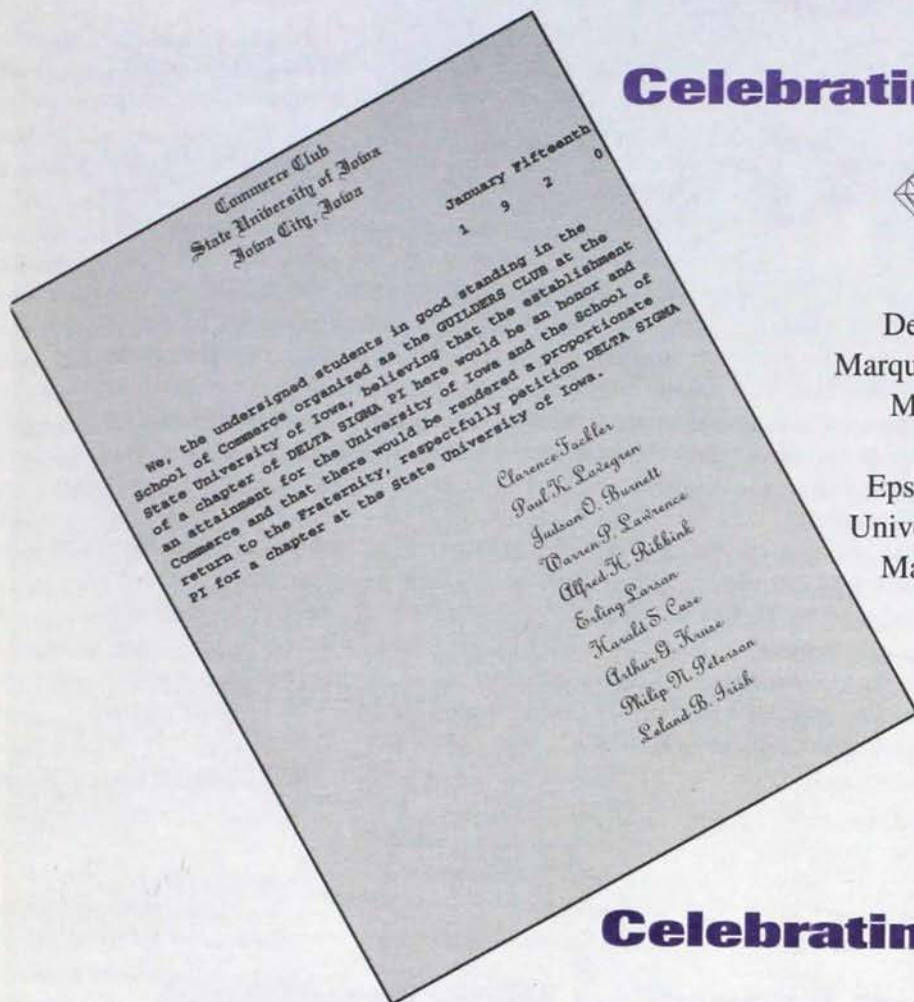 Celebratin
Commerce Club
State University of Iowa
Iowa City, Iowa
January Fifteenth
1 9 2 0
We, the undersigned students in good standing in the
School of Commerce organized as the GUILDERS CLUB at the
State University of Iowa, believing that the establishment
of a chapter of DELTA SIGMA PI here would be an honor and
an attainment for the University of Iowa and the School of
Commerce and that there would be rendered a proportionate
return to the Fraternity, respectfully petition DELTA SIGMA
PI for a chapter at the State University of Iowa.
Clarence Fackler
Paul K. Lovegren
Judson O. Burnett
Warren P. Lawrence
Alfred H. Ribbink
Erling Larson
Harald S. Case
Arthur G. Kruse
Philip N. Peterson
Leland B. Irish
De
Marqu
M
Eps
Univ
Ma
Celebratin